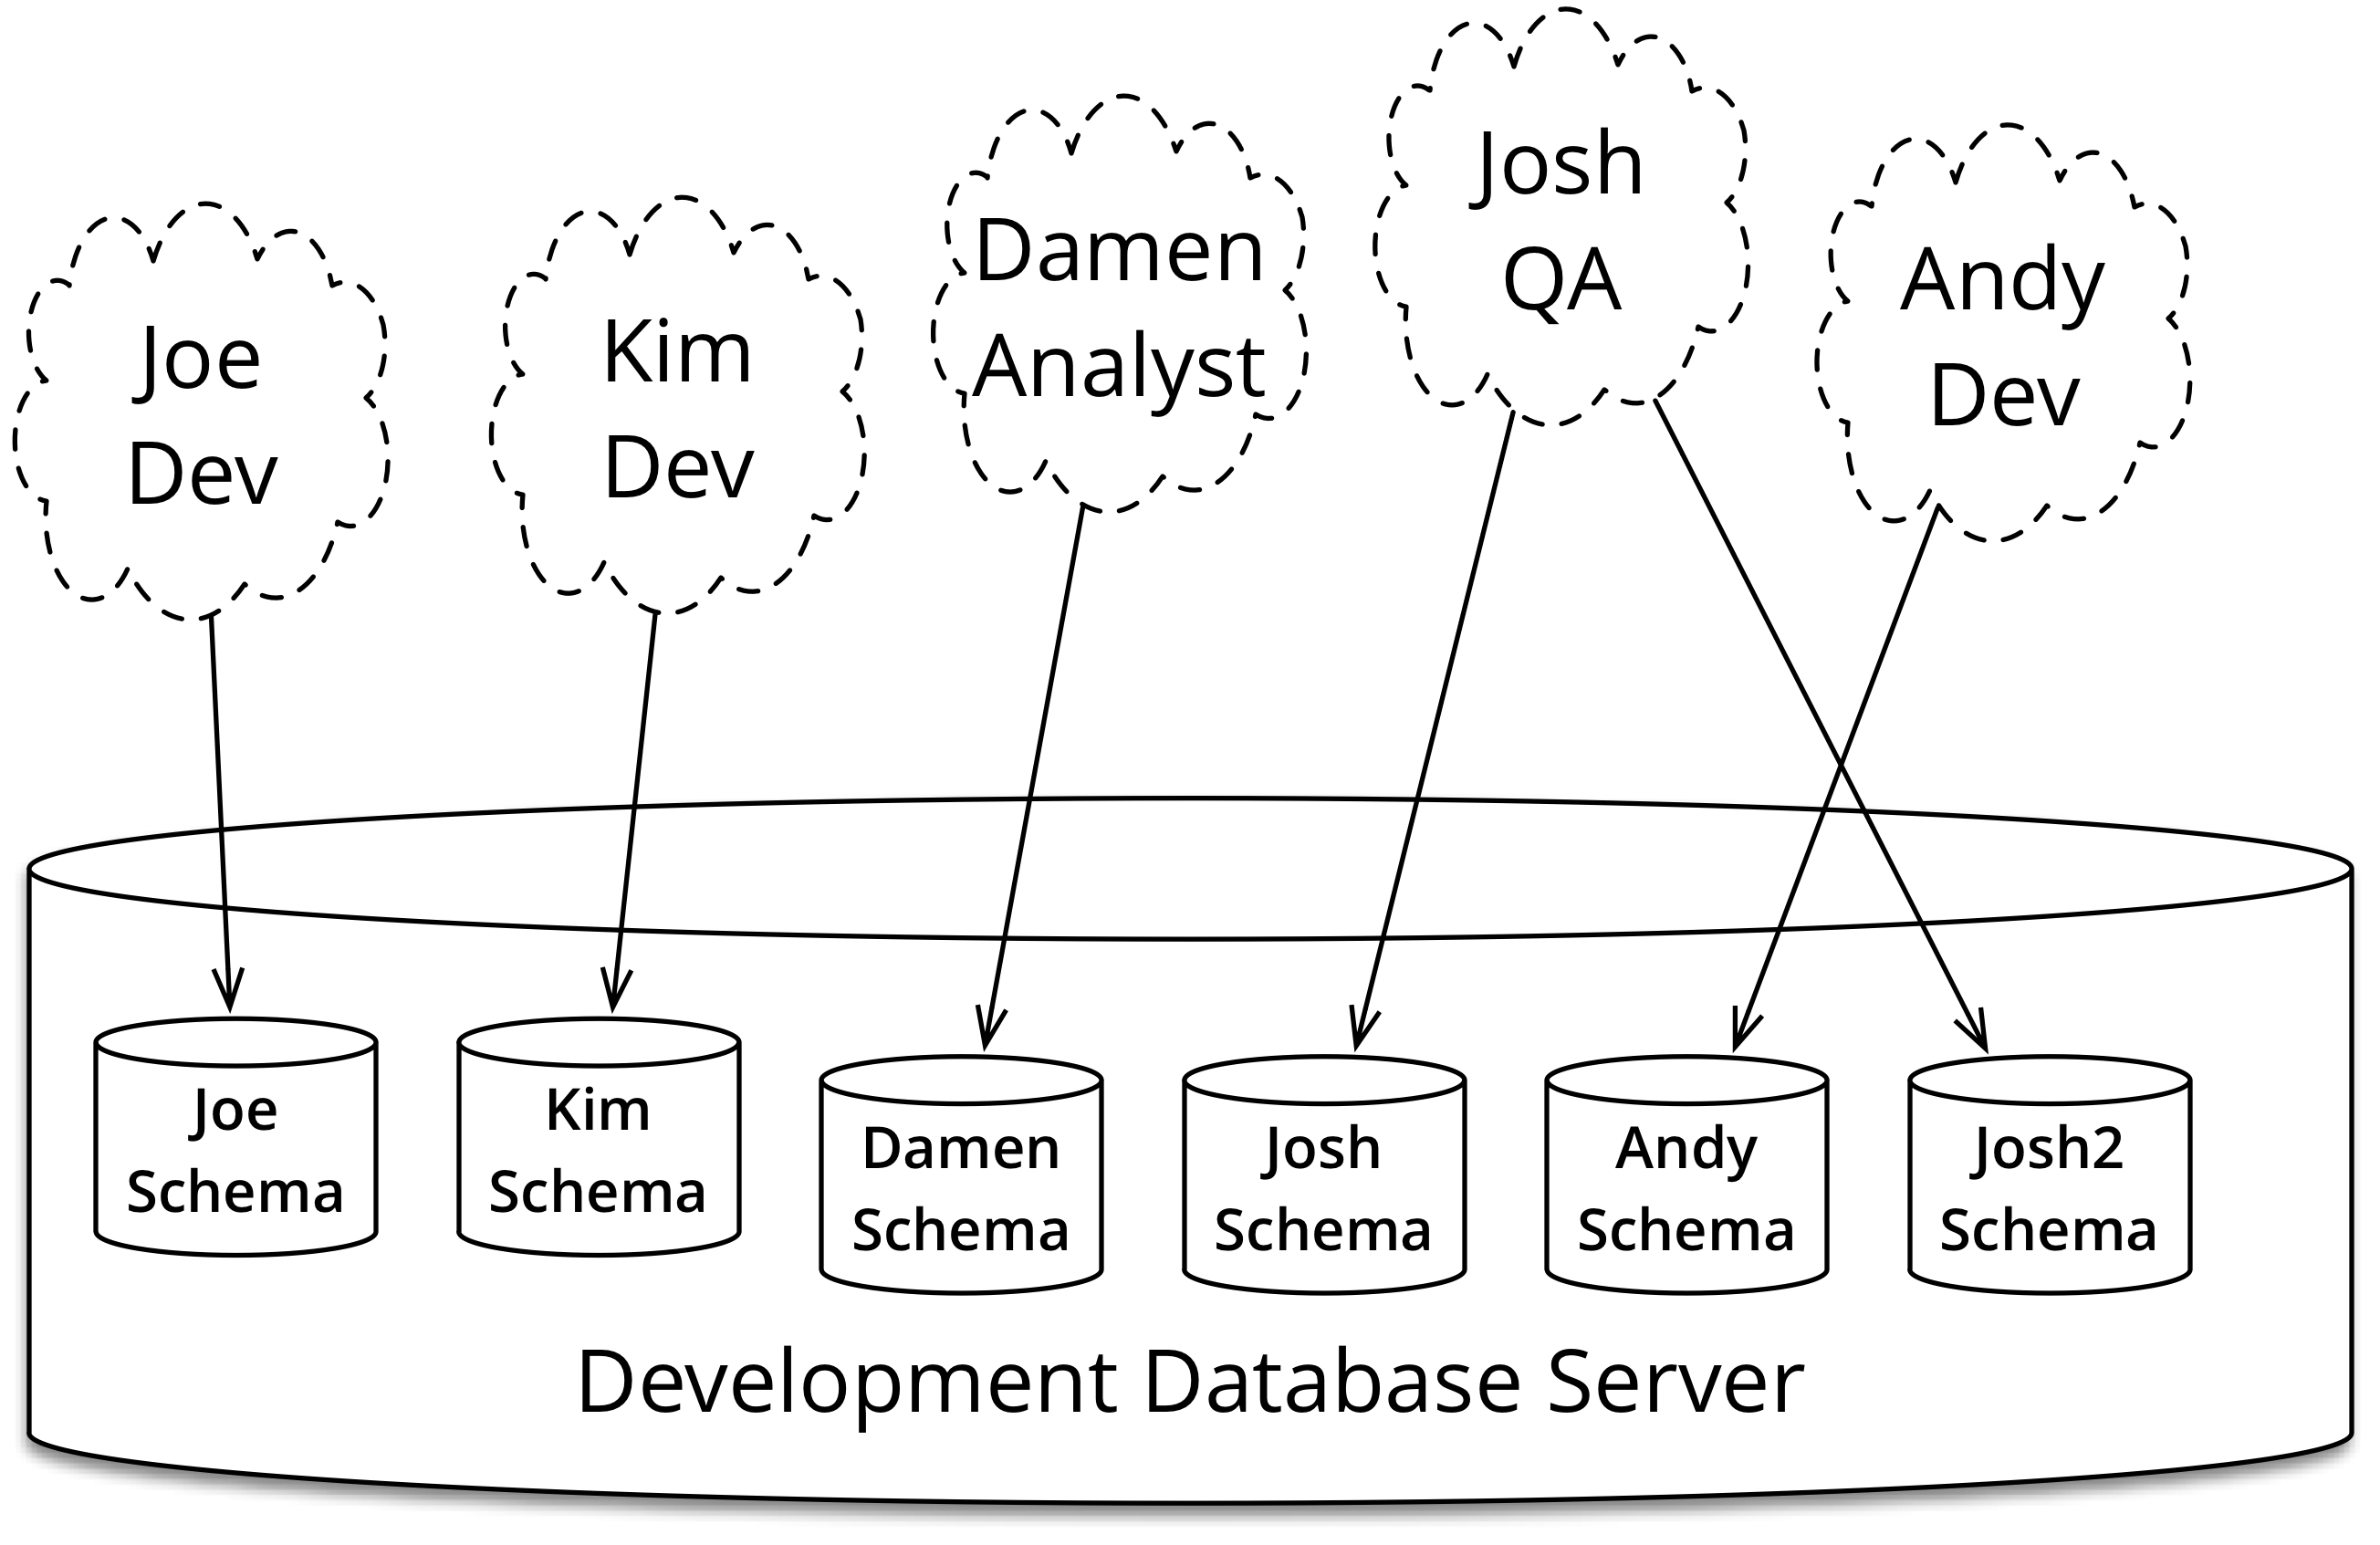 Joe
Dev
Kim
Dev
Damen
Analyst
Josh
QA
Andy
Dev
Joe
Schema
Kim
Schema
Damen
Schema
Josh
Schema
Andy
Schema
Josh2
Schema
Development Database Server